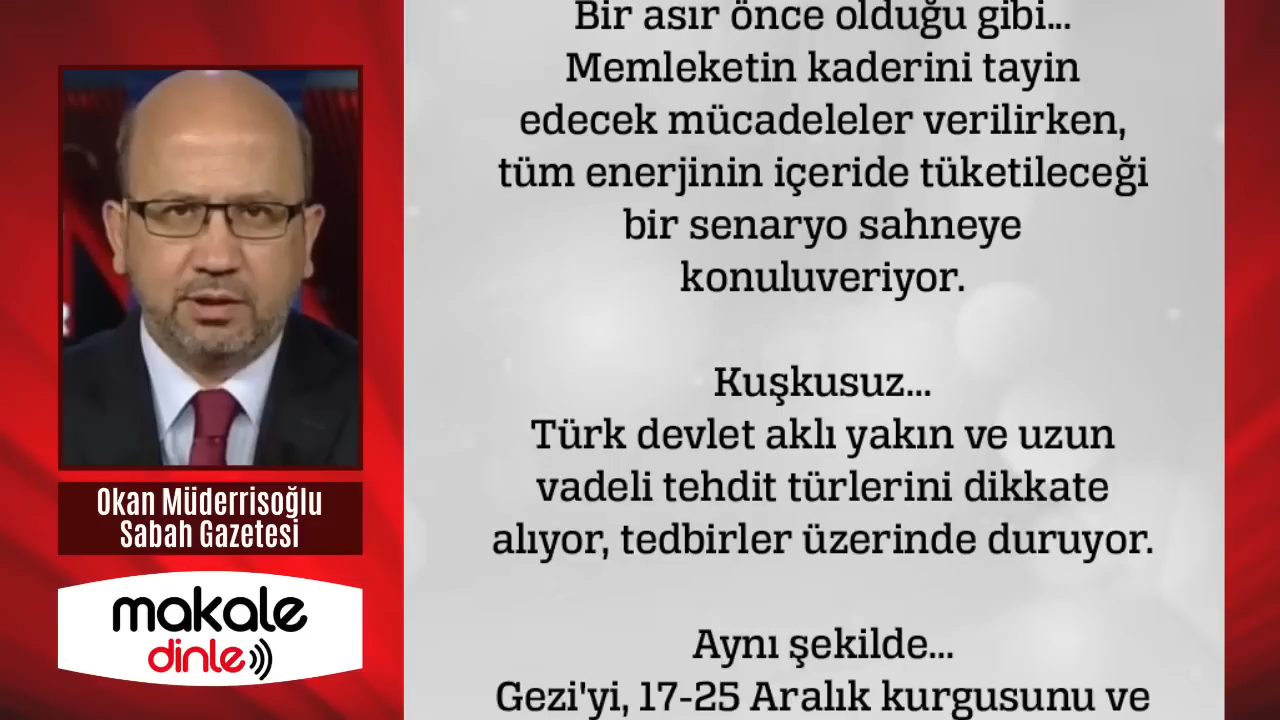 Bir asır önce olduğu gibi...
Memleketin kaderini tayin
edecek mücadeleler verilirken,
tüm enerjinin içeride tüketileceği
bir senaryo sahneye
konuluveriyor.
Kuşkusuz...
Türk devlet aklı yakın ve uzun
vadeli tehdit türlerini dikkate
alıyor, tedbirler üzerinde duruyor.
Aynı şekilde...
Gezi'yi, 17-25 Aralık kurgusunu ve
Okan Müderrisoğlu
Sabah Gazetesi
makale
dinle